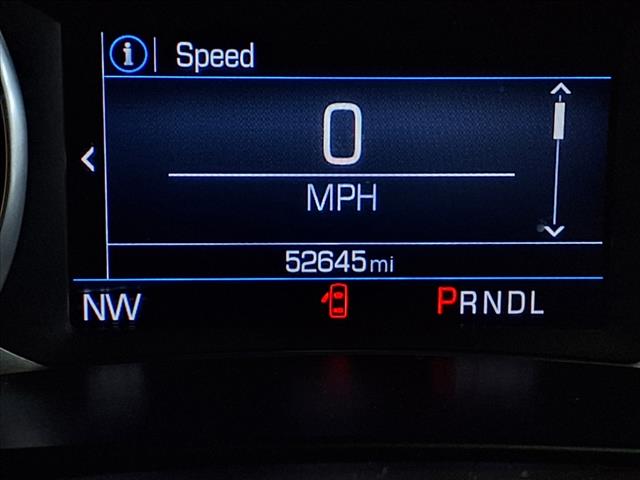 i Speed
0
MPH
52645 mi
NW PRNDL